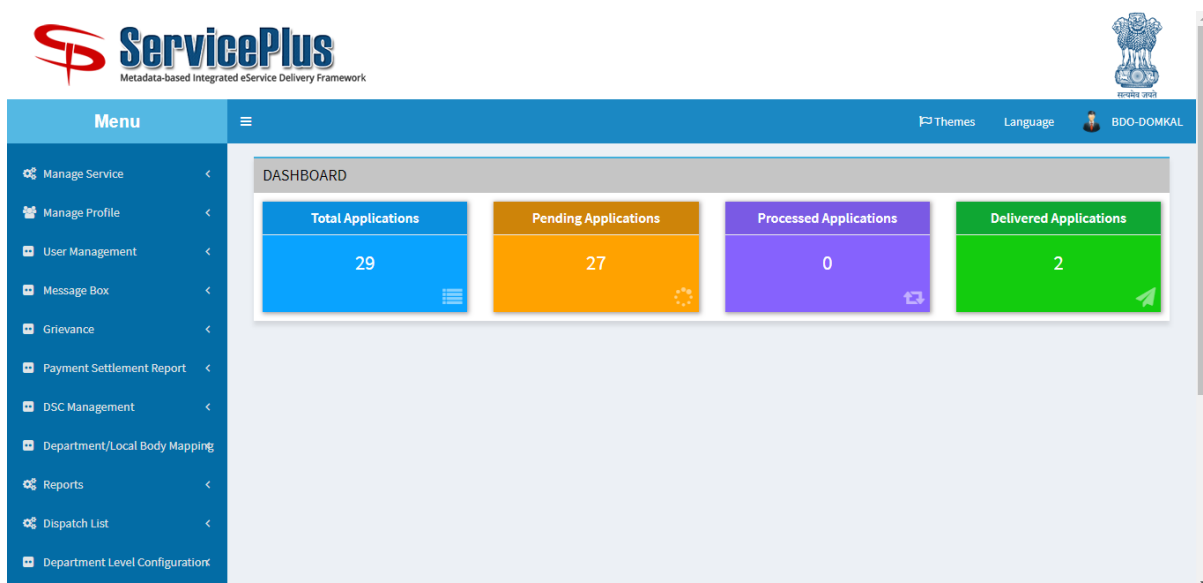 ServicePlus
Metadata-based Integrated eService Delivery Framework
सत्यमेव जयते
Menu
Themes Language BDO-DOMKAL
Manage Service
Manage Profile
User Management
Message Box
Grievance
Payment Settlement Report
DSC Management
Department/Local Body Mapping
Reports
Dispatch List
Department Level Configuration
DASHBOARD
Total Applications
29
Pending Applications
27
Processed Applications
0
Delivered Applications
2